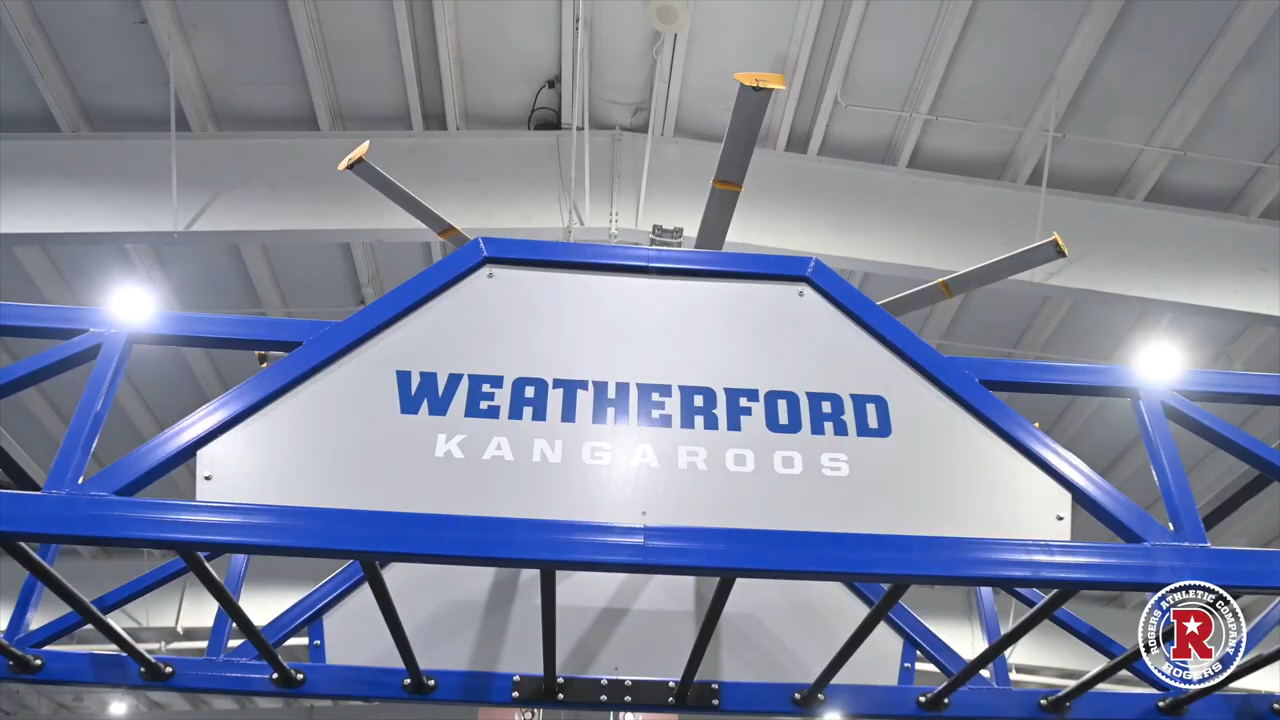 WEATHERFORD
KANGAROOS
ROGERS ATHLETIC COMPANY
R
ROGERS